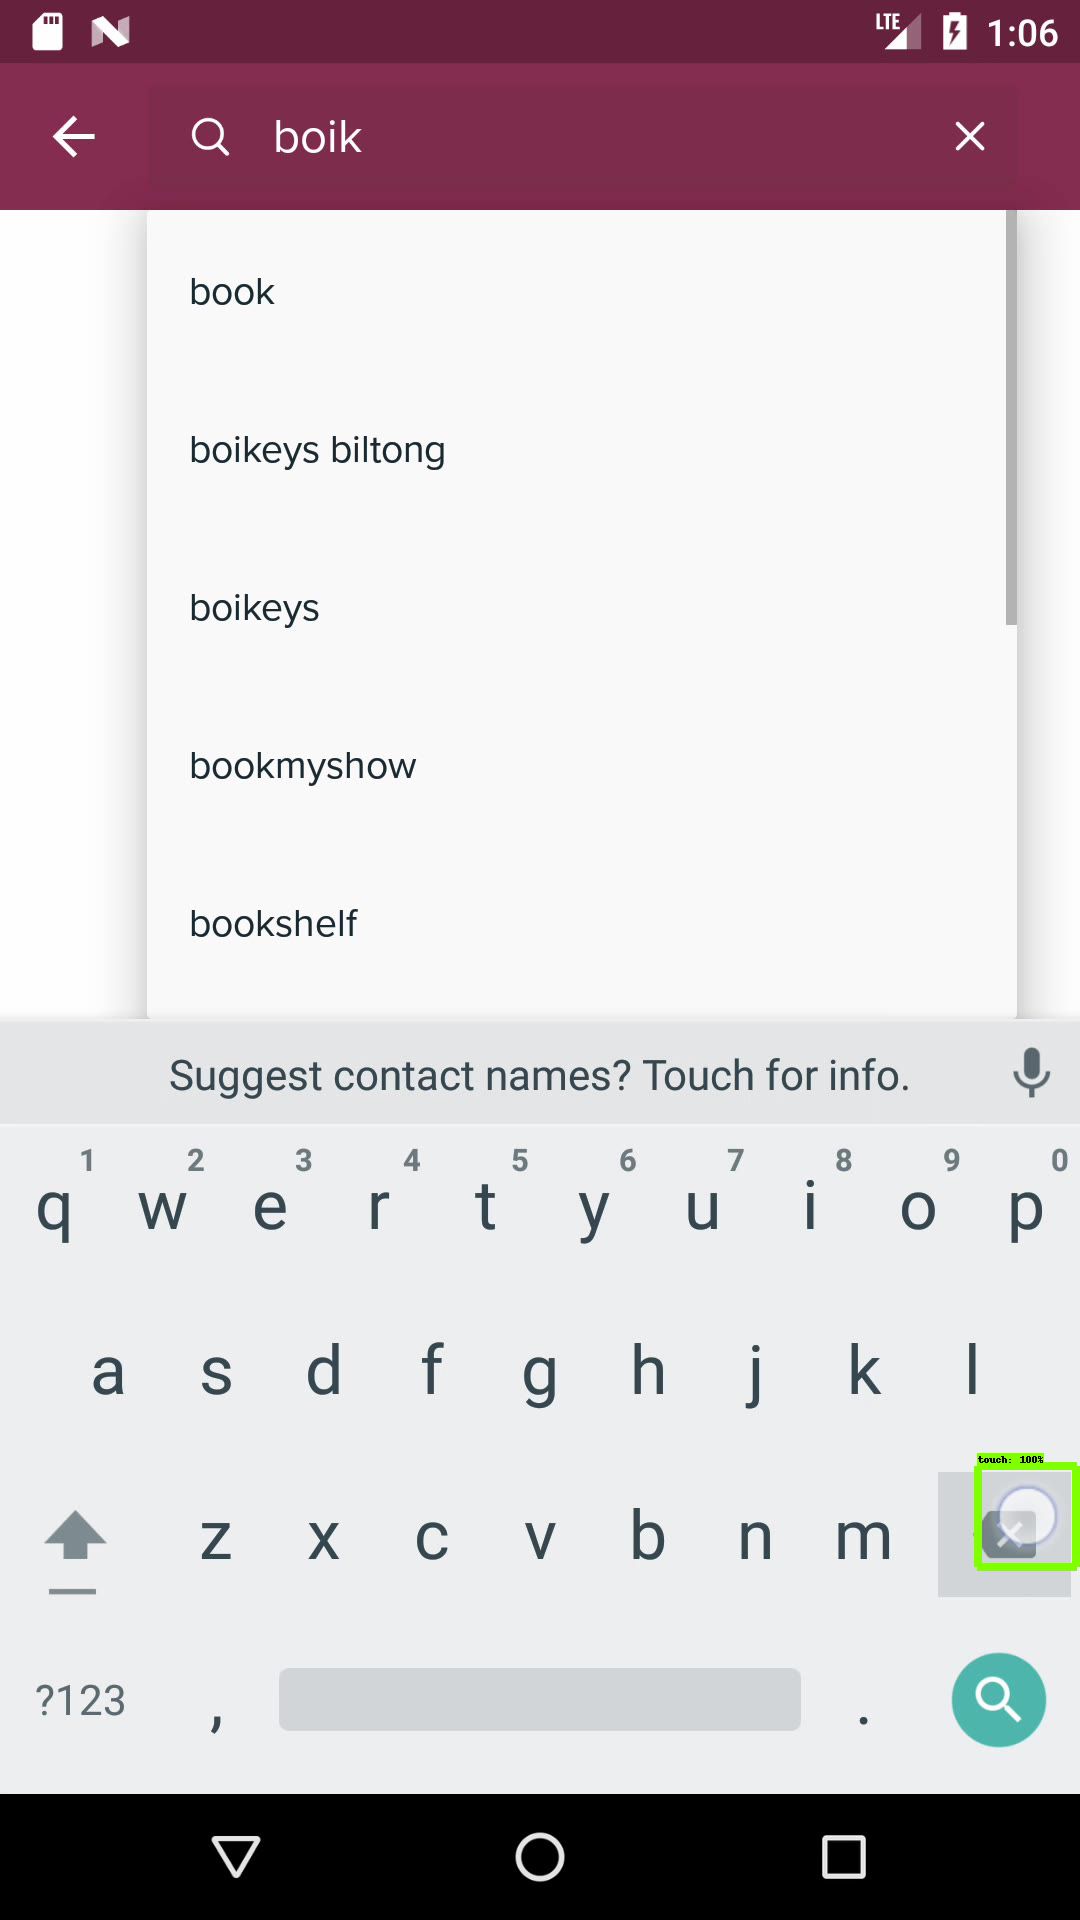 LTE 1:06
boik
book
boikeys biltong
boikeys
bookmyshow
bookshelf
Suggest contact names? Touch for info.
1 2 3 4 5 6 7 8 9 0
q w e r t y u i o p
a s d f g h j k l
touch: 100%
z x c v b n m
?123 , .